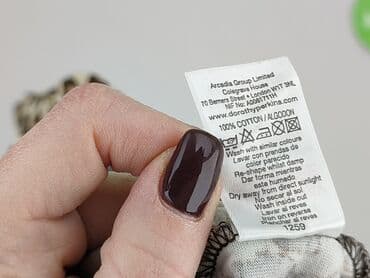 Arcadia Group Limited
Colegrave House
70 Berners Street • London W1T 3NL
NIF No: A0081711H
www.dorothyperkins.com
100% COTTON/ALGODON
Wash with similar colours
Lavar con prendas de
color parecido
Re-shape whilst damp
Dar forma mientras
este humedo
Dry away from direct sunlight
No secar al sol
Wash inside out
Lavar al reves
Iron on reverse
Planchar al reves
1259